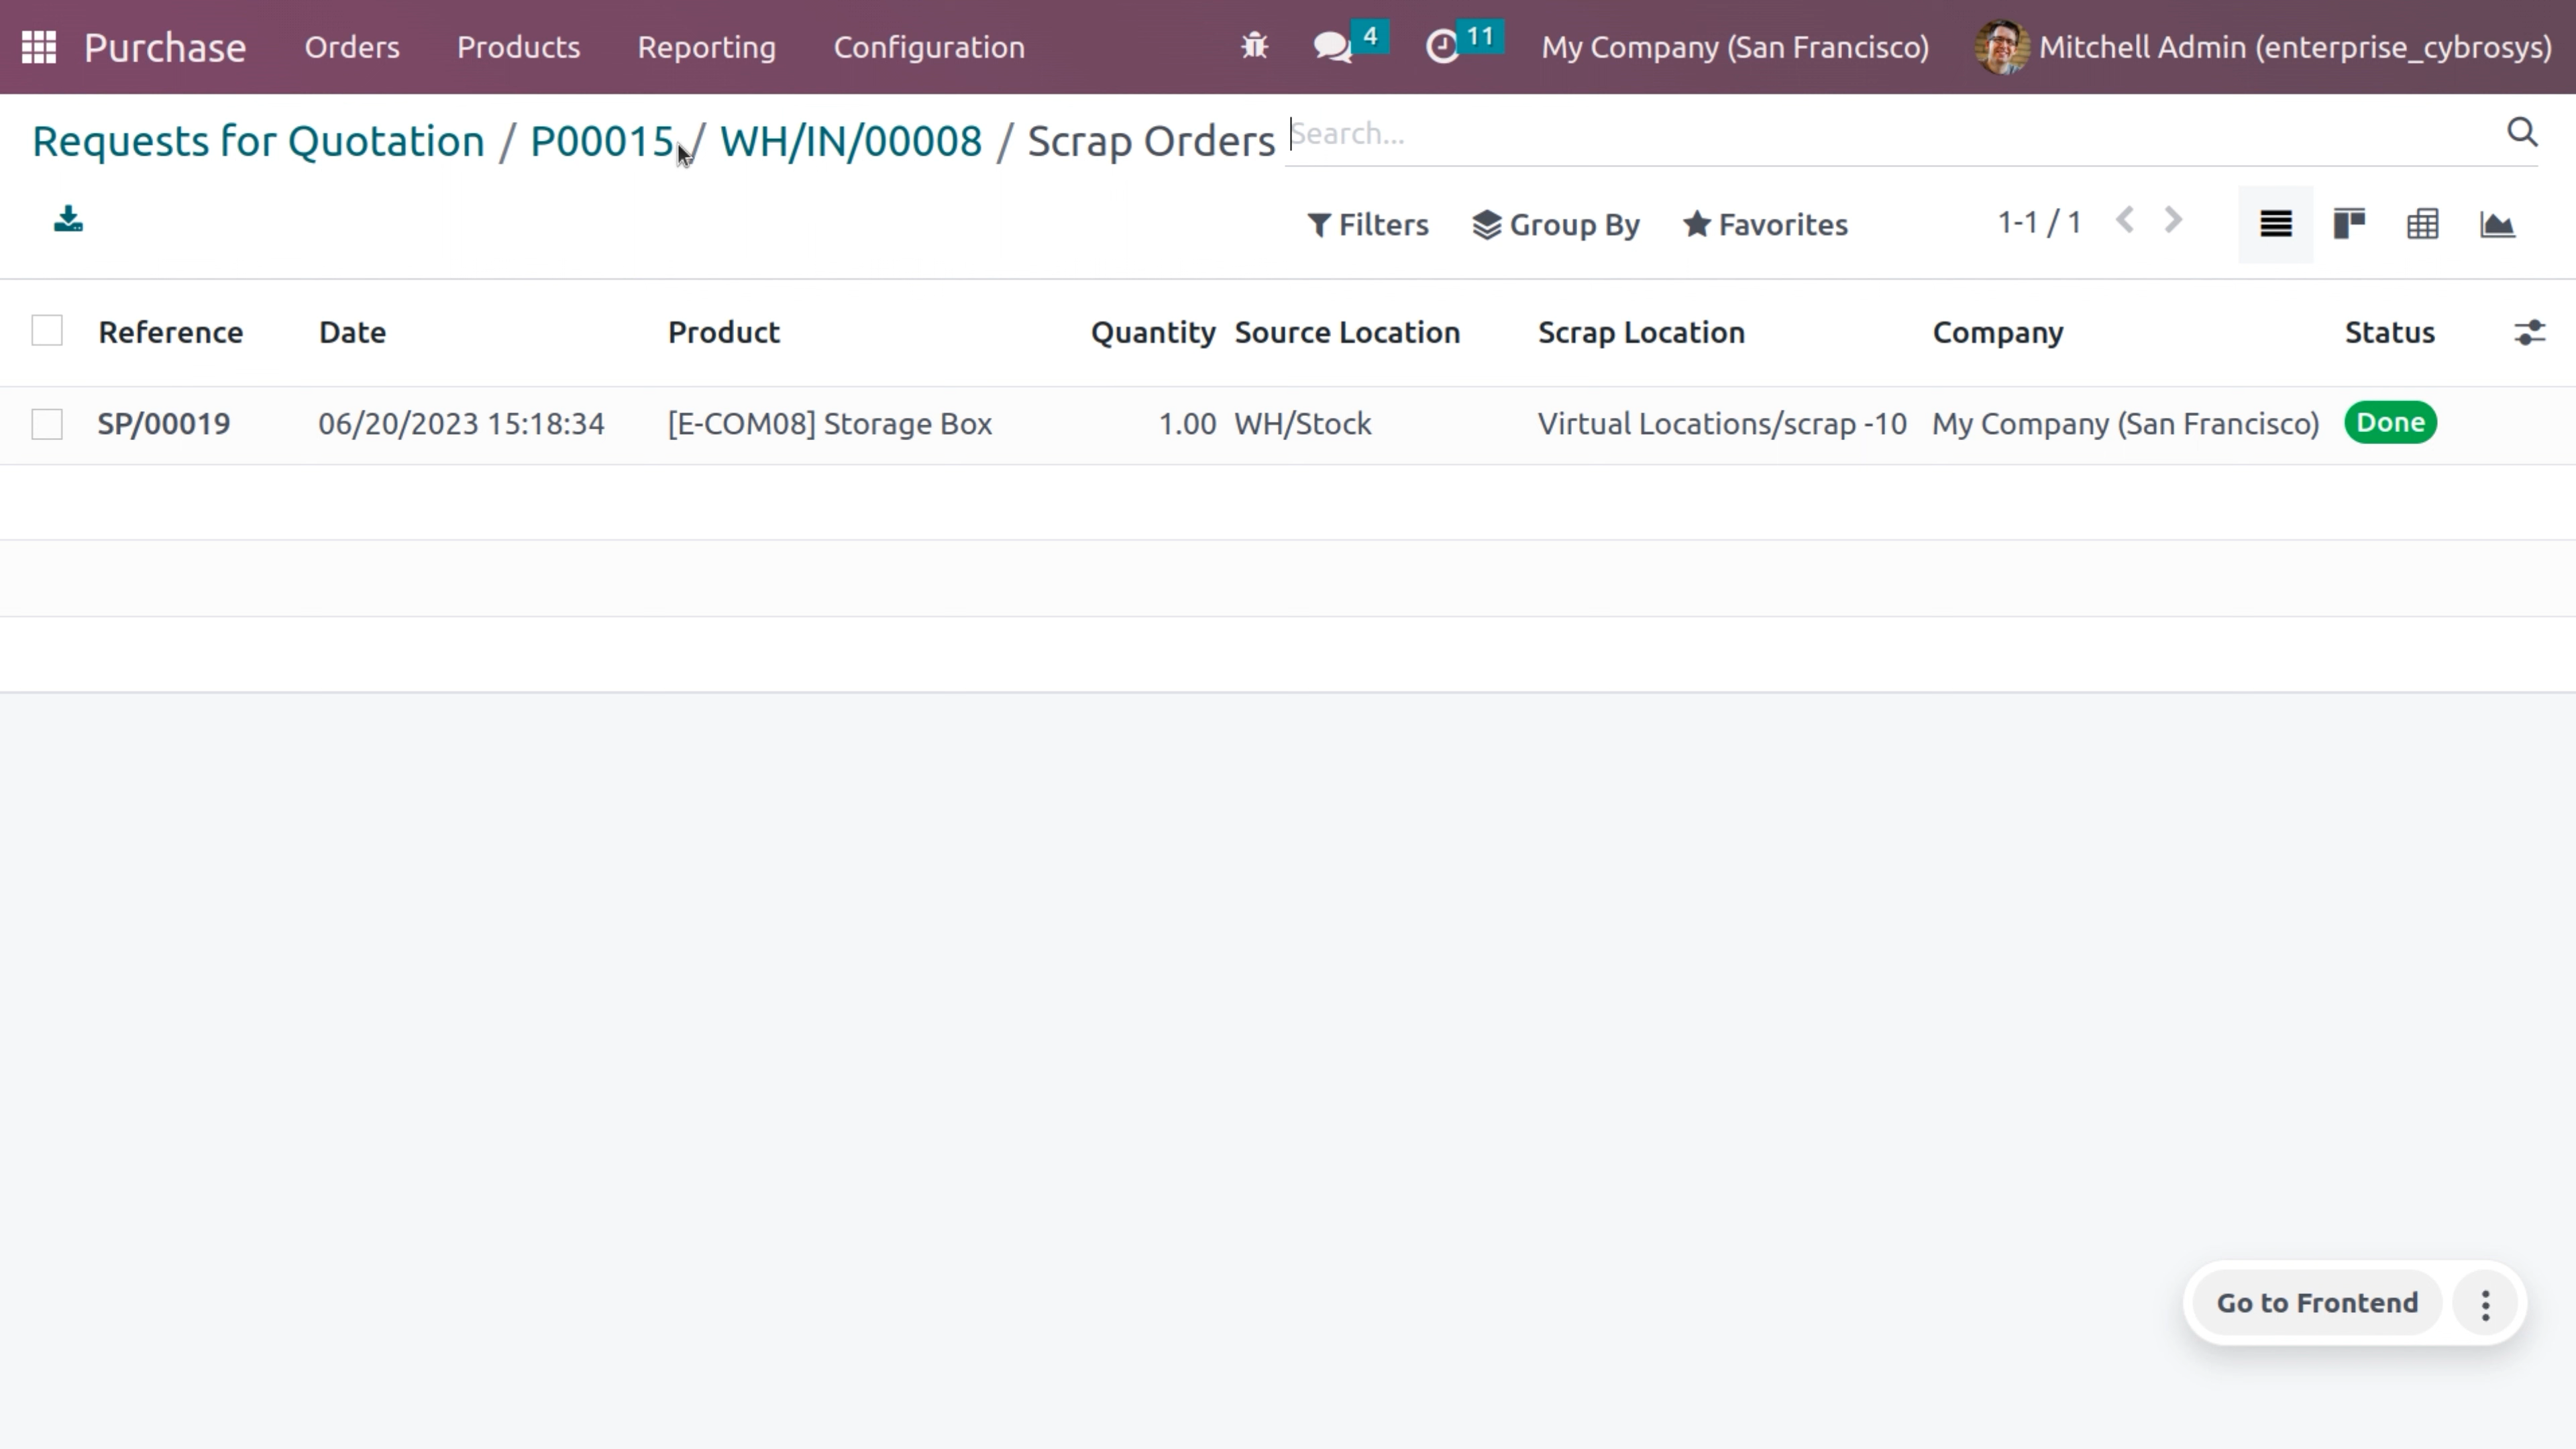 Purchase Orders Products Reporting Configuration 4 11 My Company (San Francisco) Mitchell Admin (enterprise_cybrosys)
Requests for Quotation / P00015 / WH/IN/00008 / Scrap Orders Search...
Filters Group By Favorites 1-1 / 1
Reference Date Product Quantity Source Location Scrap Location Company Status
SP/00019 06/20/2023 15:18:34 [E-COM08] Storage Box 1.00 WH/Stock Virtual Locations/scrap -10 My Company (San Francisco) Done
Go to Frontend